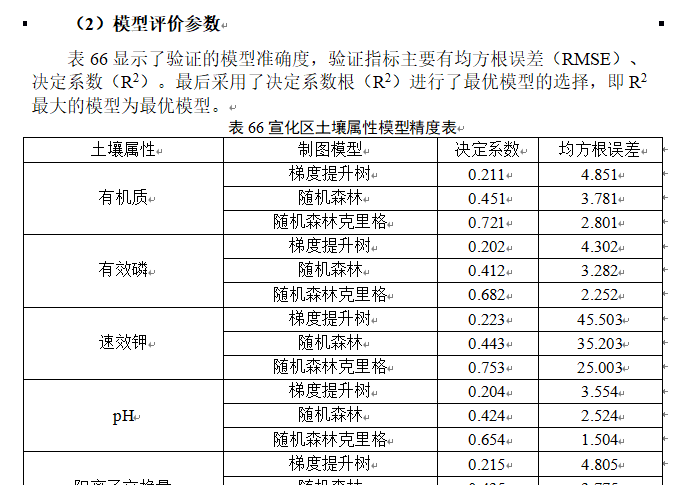 （2）模型评价参数
表 66 显示了验证的模型准确度，验证指标主要有均方根误差（RMSE）、
决定系数（R²）。最后采用了决定系数根（R²）进行了最优模型的选择，即 R²
最大的模型为最优模型。
表 66 宣化区土壤属性模型精度表
土壤属性 制图模型 决定系数 均方根误差
梯度提升树 0.211 4.851
有机质 随机森林 0.451 3.781
随机森林克里格 0.721 2.801
梯度提升树 0.202 4.302
有效磷 随机森林 0.412 3.282
随机森林克里格 0.682 2.252
梯度提升树 0.223 45.503
速效钾 随机森林 0.443 35.203
随机森林克里格 0.753 25.003
梯度提升树 0.204 3.554
pH 随机森林 0.424 2.524
随机森林克里格 0.654 1.504
梯度提升树 0.215 4.805